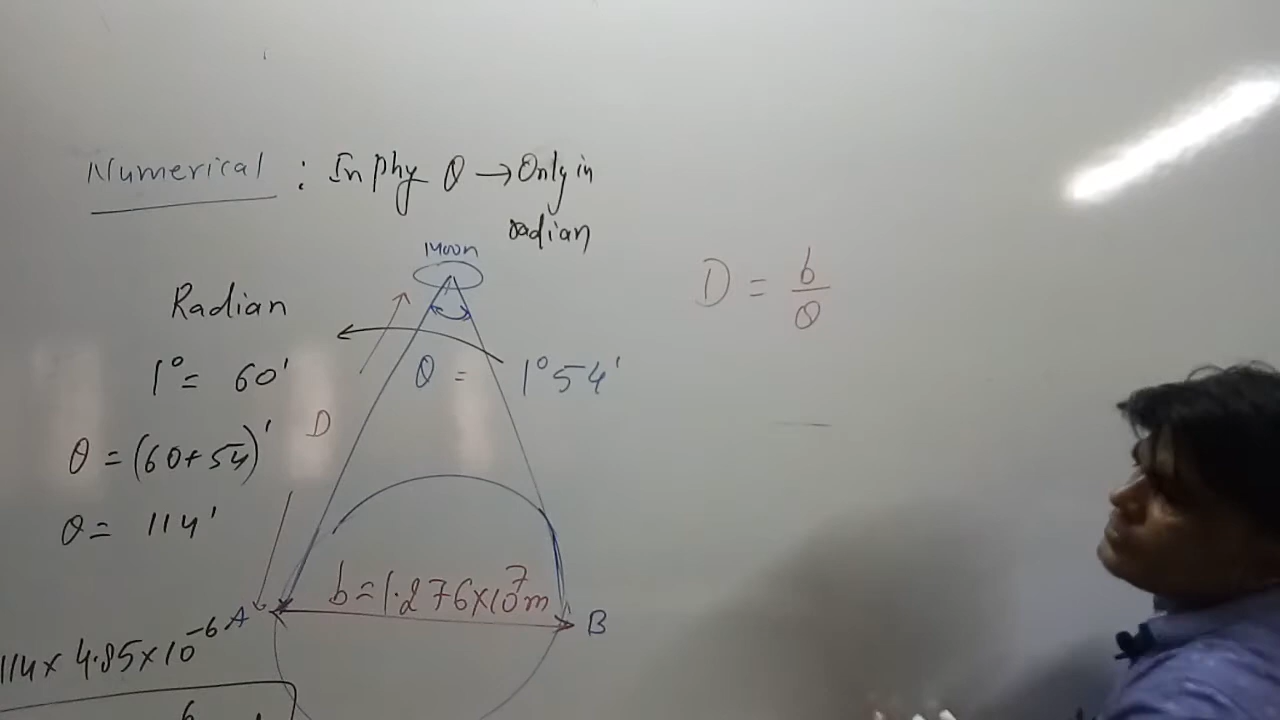 Numerical : In phy θ → Only in
radian
Moon
Radian
D = b/θ
1° = 60'
θ = 1°54'
D
θ = (60+54)'
θ = 114'
b = 1.276×10⁷m
A
B
114× 4.85×10⁻⁶